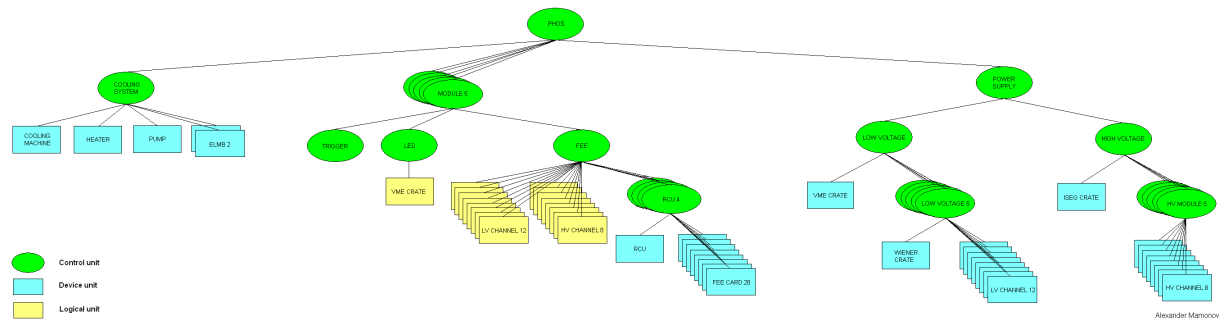 PHOS
COOLING
SYSTEM
MODULE 5
POWER
SUPPLY
COOLING
MACHINE
HEATER
PUMP
ELMB 2
TRIGGER
LED
FEE
LOW VOLTAGE
HIGH VOLTAGE
VME CRATE
LV CHANNEL 12
HV CHANNEL 8
RCU 4
VME CRATE
LOW VOLTAGE 5
ISEG CRATE
HV MODULE 5
RCU
FEE CARD 28
WIENER
CRATE
LV CHANNEL 12
HV CHANNEL 8
Control unit
Device unit
Logical unit
Alexander Mamonov